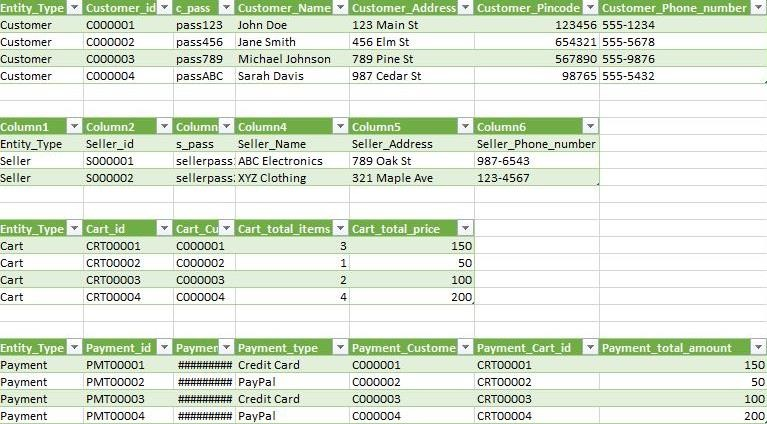 Entity_Type Customer_id c_pass Customer_Name Customer_Address Customer_Pincode Customer_Phone_number
Customer C000001 pass123 John Doe 123 Main St 123456 555-1234
Customer C000002 pass456 Jane Smith 456 Elm St 654321 555-5678
Customer C000003 pass789 Michael Johnson 789 Pine St 567890 555-9876
Customer C000004 passABC Sarah Davis 987 Cedar St 98765 555-5432
Column1 Column2 Column Column4 Column5 Column6
Entity_Type Seller_id s_pass Seller_Name Seller_Address Seller_Phone_number
Seller S000001 sellerpass: ABC Electronics 789 Oak St 987-6543
Seller S000002 sellerpass: XYZ Clothing 321 Maple Ave 123-4567
Entity_Type Cart_id Cart_Cu Cart_total_items Cart_total_price
Cart CRT00001 C000001 3 150
Cart CRT00002 C000002 1 50
Cart CRT00003 C000003 2 100
Cart CRT00004 C000004 4 200
Entity_Type Payment_id Paymen Payment_type Payment_Custome Payment_Cart_id Payment_total_amount
Payment PMT00001 ######### Credit Card C000001 CRT00001 150
Payment PMT00002 ######### PayPal C000002 CRT00002 50
Payment PMT00003 ######### Credit Card C000003 CRT00003 100
Payment PMT00004 ######### PayPal C000004 CRT00004 200